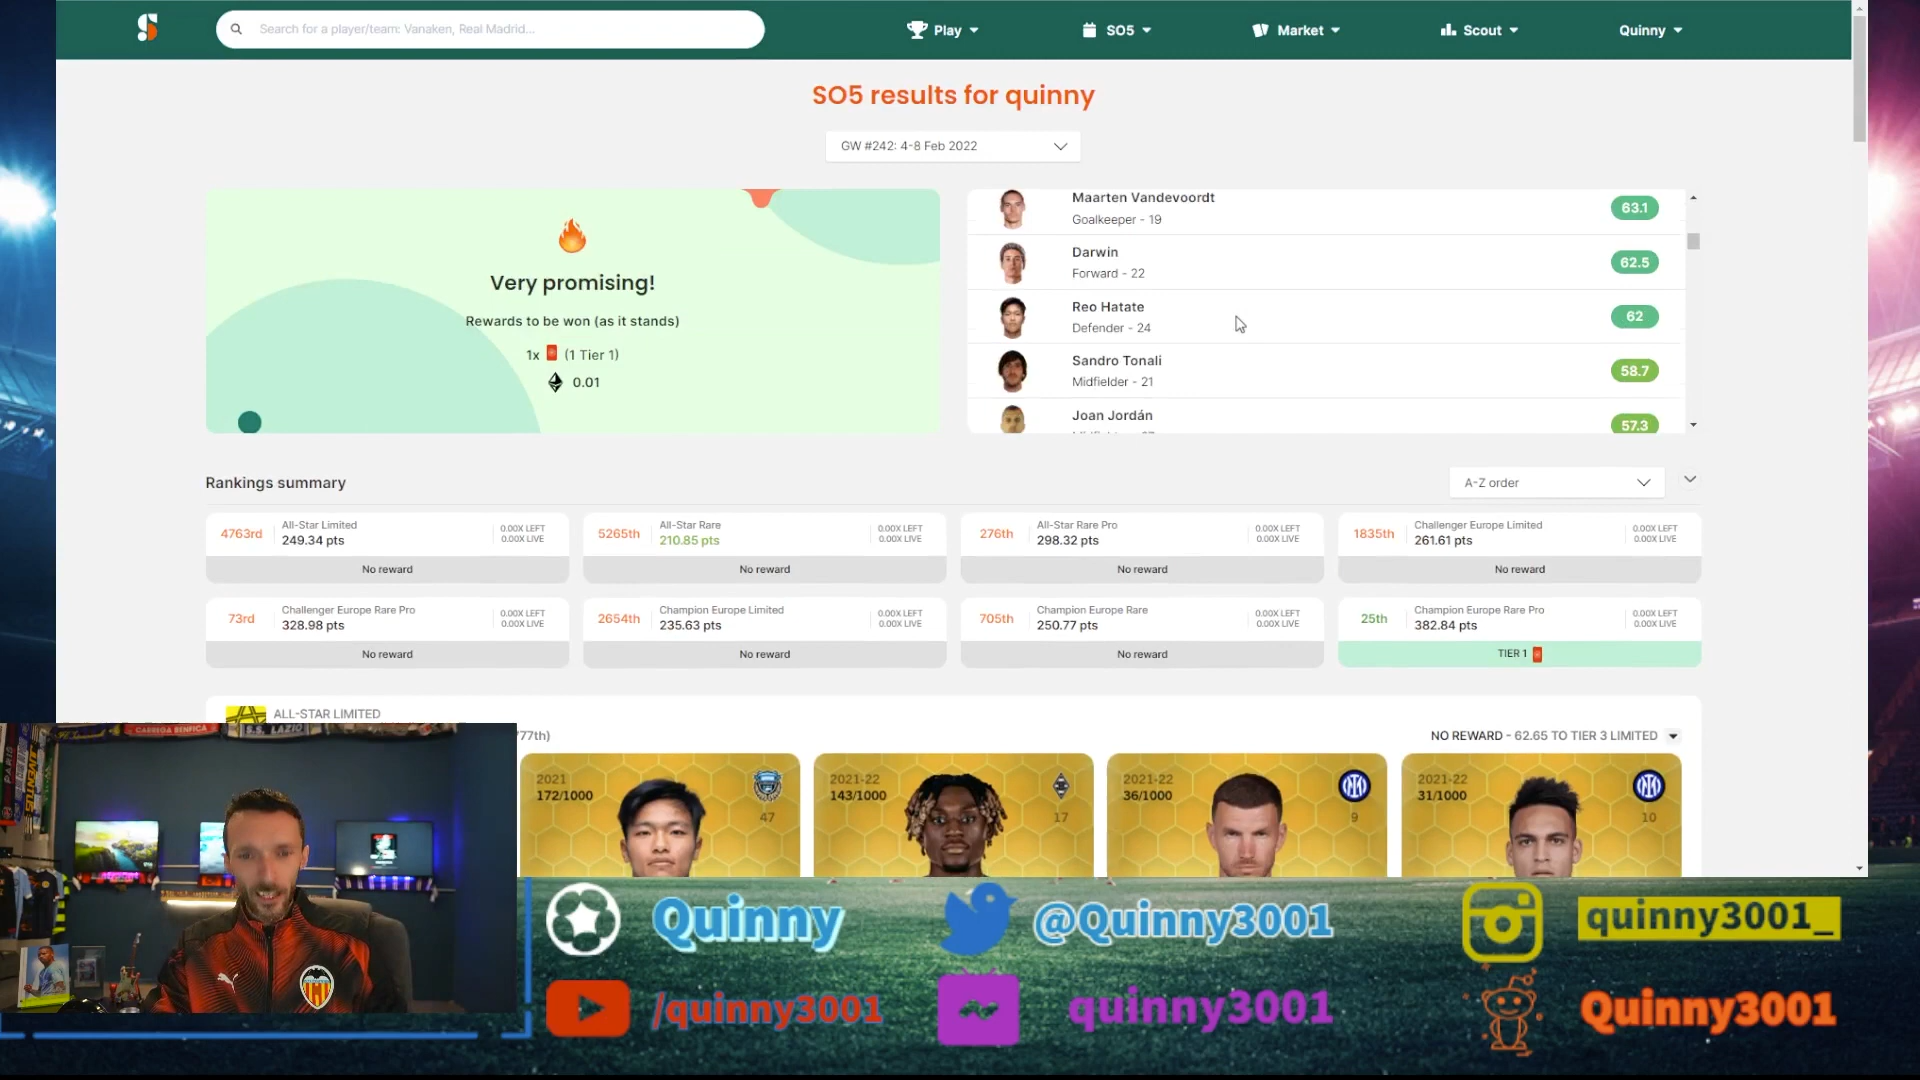 Search for a player/team: Vanaken, Real Madrid...
Play
SO5
Market
Scout
Quinny
SO5 results for quinny
GW #242: 4-8 Feb 2022
Very promising!
Rewards to be won (as it stands)
1x (1 Tier 1)
0.01
Maarten Vandevoordt
Goalkeeper - 19
63.1
Darwin
Forward - 22
62.5
Reo Hatate
Defender - 24
62
Sandro Tonali
Midfielder - 21
58.7
Joan Jordán
57.3
Rankings summary
A-Z order
4763rd
All-Star Limited
249.34 pts
0.00X LEFT
0.00X LIVE
No reward
5265th
All-Star Rare
210.85 pts
0.00X LEFT
0.00X LIVE
No reward
276th
All-Star Rare Pro
298.32 pts
0.00X LEFT
0.00X LIVE
No reward
1835th
Challenger Europe Limited
261.61 pts
0.00X LEFT
0.00X LIVE
No reward
73rd
Challenger Europe Rare Pro
328.98 pts
0.00X LEFT
0.00X LIVE
No reward
2654th
Champion Europe Limited
235.63 pts
0.00X LEFT
0.00X LIVE
No reward
705th
Champion Europe Rare
250.77 pts
0.00X LEFT
0.00X LIVE
No reward
25th
Champion Europe Rare Pro
382.84 pts
0.00X LEFT
0.00X LIVE
TIER 1
ALL-STAR LIMITED
77th)
NO REWARD - 62.65 TO TIER 3 LIMITED
2021
172/1000
47
2021-22
143/1000
17
2021-22
36/1000
9
2021-22
31/1000
10
CARREGA BENFICA
S.S. LAZIO
Quinny
@Quinny3001
quinny3001_
/quinny3001
quinny3001
Quinny3001